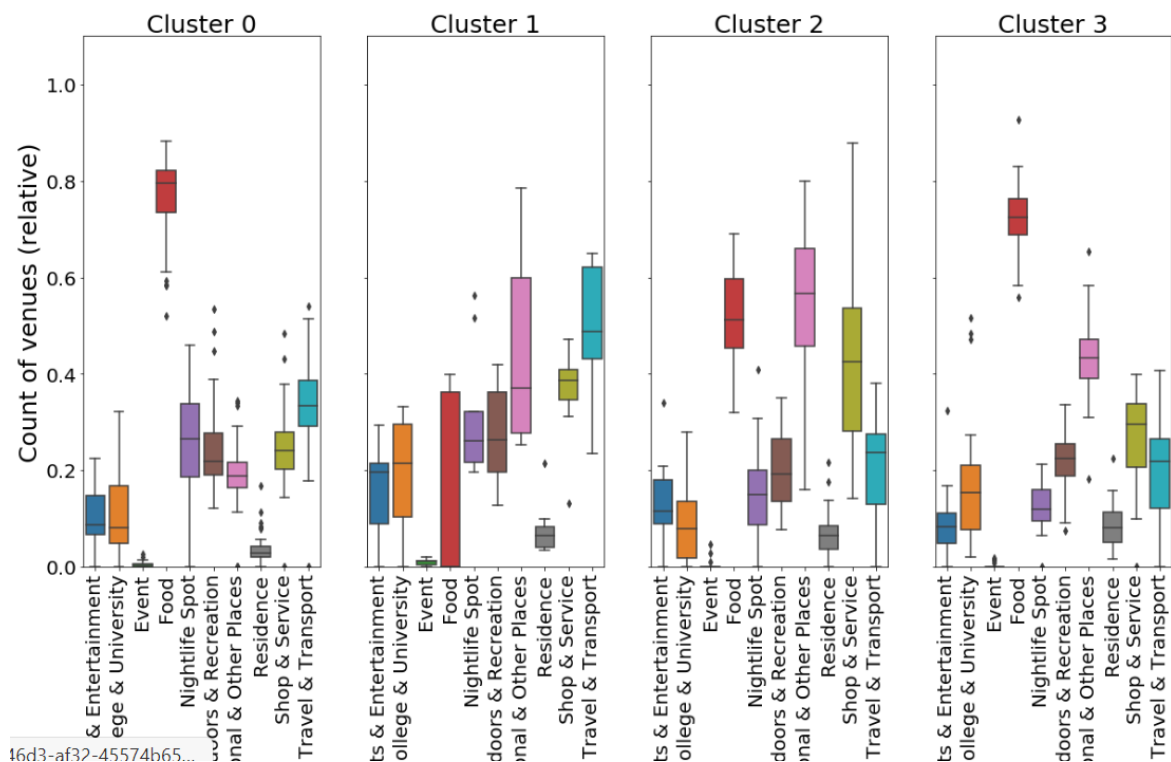 Cluster 0
Cluster 1
Cluster 2
Cluster 3
Count of venues (relative)
1.0
0.8
0.6
0.4
0.2
0.0
s & Entertainment
ollege & University
Event
Food
Nightlife Spot
doors & Recreation
onal & Other Places
Residence
Shop & Service
Travel & Transport
ts & Entertainment
ollege & University
Event
Food
Nightlife Spot
doors & Recreation
onal & Other Places
Residence
Shop & Service
Travel & Transport
ts & Entertainment
ollege & University
Event
Food
Nightlife Spot
doors & Recreation
onal & Other Places
Residence
Shop & Service
Travel & Transport
ts & Entertainment
ollege & University
Event
Food
Nightlife Spot
doors & Recreation
onal & Other Places
Residence
Shop & Service
Travel & Transport
46d3-af32-45574b65...